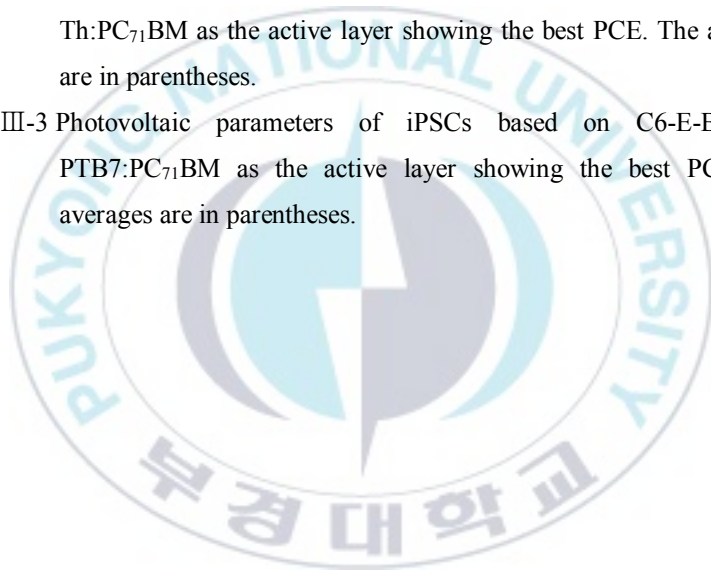 Th:PC₇₁BM as the active layer showing the best PCE. The a
are in parentheses.
Ⅲ-3 Photovoltaic parameters of iPSCs based on C6-E-E
PTB7:PC₇₁BM as the active layer showing the best PC
averages are in parentheses.
PUKYONG NATIONAL UNIVERSITY
부경대학교